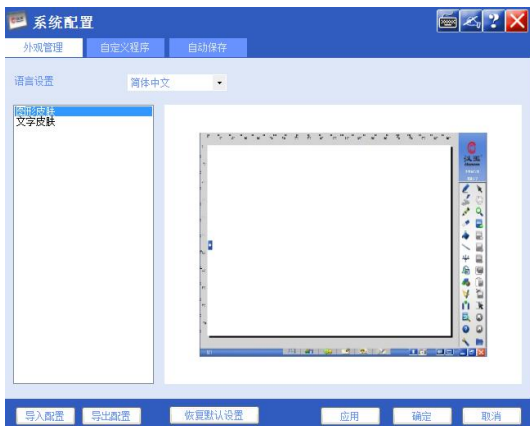 系统配置
外观管理 自定义程序 自动保存
语言设置 简体中文
图形皮肤
文字皮肤
导入配置 导出配置 恢复默认设置 应用 确定 取消